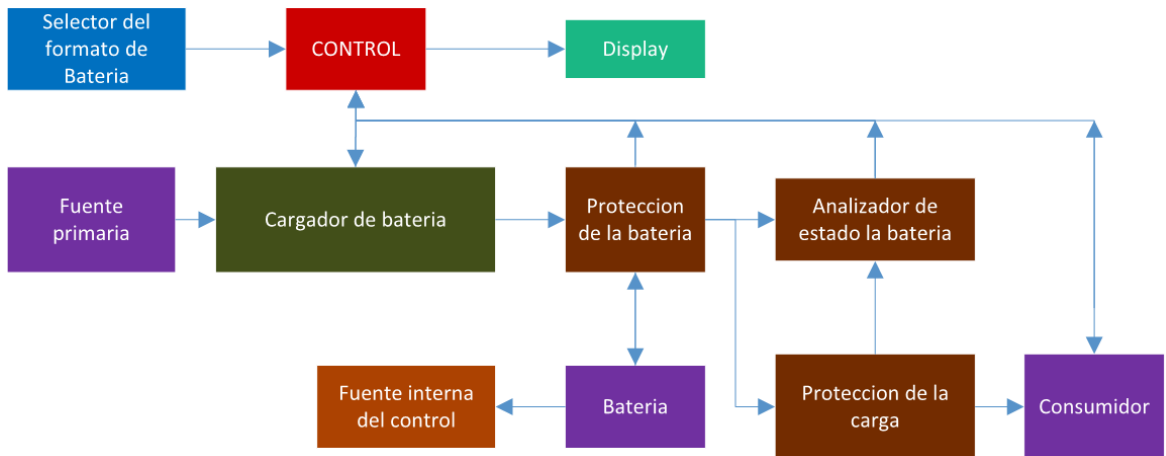 Selector del
formato de
Bateria
CONTROL
Display
Fuente
primaria
Cargador de bateria
Proteccion
de la bateria
Analizador de
estado la bateria
Fuente interna
del control
Bateria
Proteccion de la
carga
Consumidor